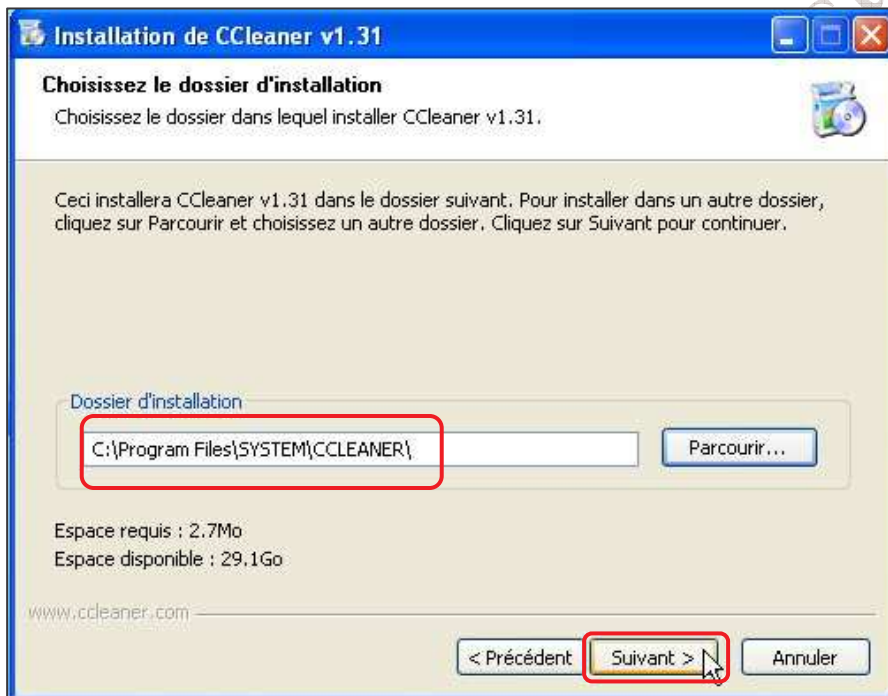 Installation de CCleaner v1.31
Choisissez le dossier d'installation
Choisissez le dossier dans lequel installer CCleaner v1.31.
Ceci installera CCleaner v1.31 dans le dossier suivant. Pour installer dans un autre dossier,
cliquez sur Parcourir et choisissez un autre dossier. Cliquez sur Suivant pour continuer.
Dossier d'installation
C:\Program Files\SYSTEM\CCLEANER\
Parcourir...
Espace requis : 2.7Mo
Espace disponible : 29.1Go
www.ccleaner.com
< Précédent
Suivant >
Annuler